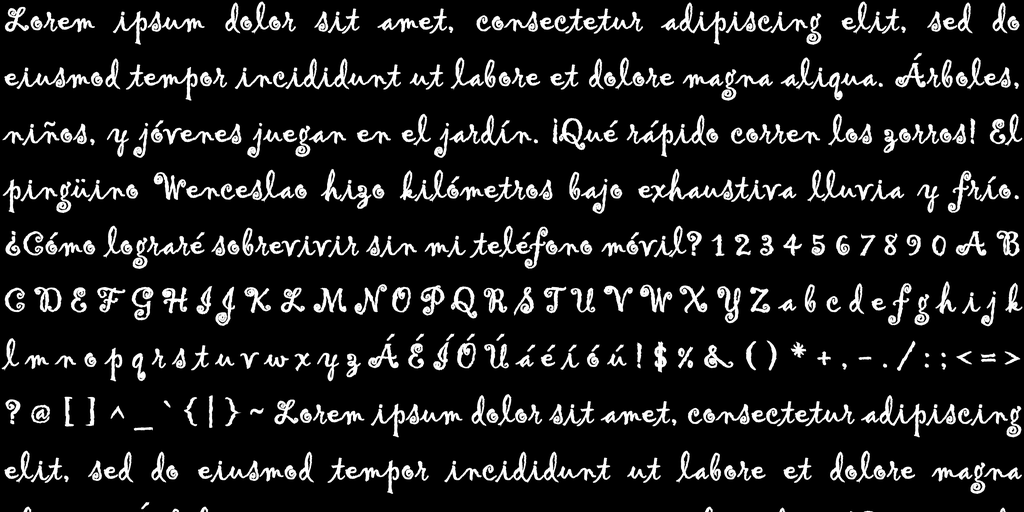 Lorem ipsum dolor sit amet, consectetur adipiscing elit, sed do
eiusmod tempor incididunt ut labore et dolore magna aliqua. Árboles,
niños, y jóvenes juegan en el jardín. ¡Qué rápido corren los zorros! El
pingüino Wenceslao hizo kilómetros bajo exhaustiva lluvia y frío.
¿Cómo lograré sobrevivir sin mi teléfono móvil? 1 2 3 4 5 6 7 8 9 0 A B
C D E F G H I J K L M N O P Q R S T U V W X Y Z a b c d e f g h i j k
l m n o p q r s t u v w x y z Á É Í Ó Ú á é í ó ú ! $ % & ( ) * + , - . / : ; < = >
? @ [ ] ^ _ ` { | } ~ Lorem ipsum dolor sit amet, consectetur adipiscing
elit, sed do eiusmod tempor incididunt ut labore et dolore magna